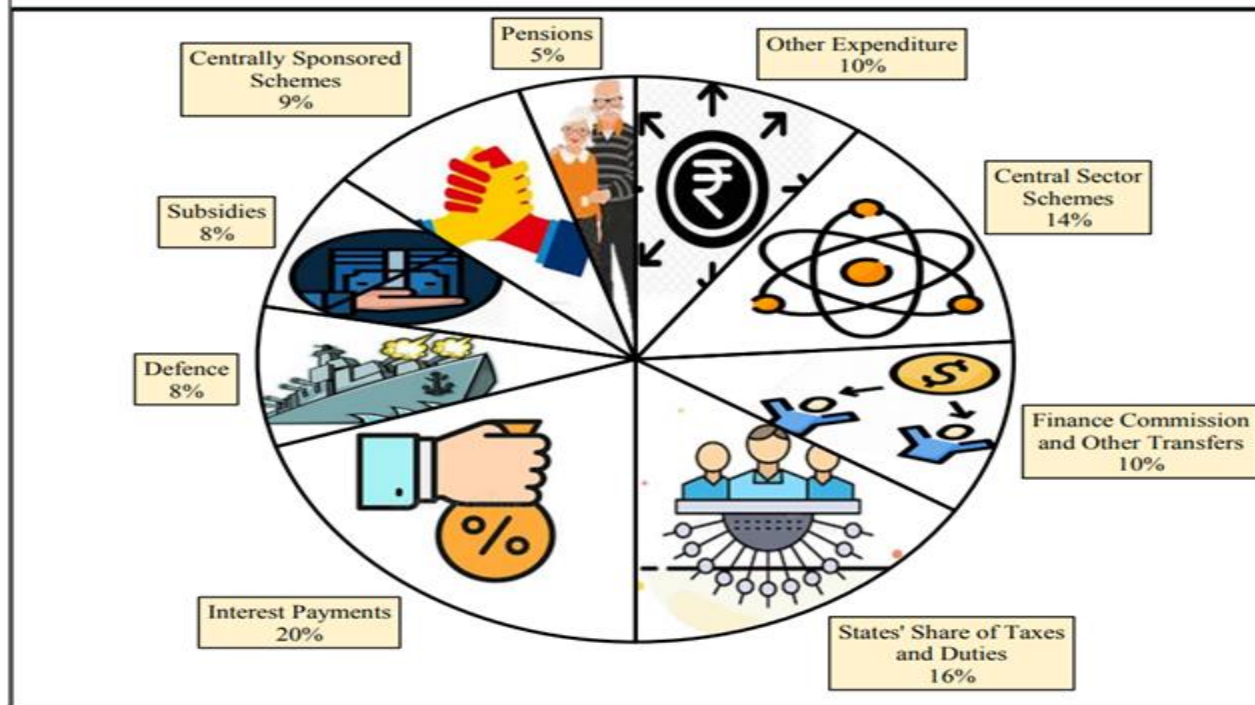 Pensions
5%
Other Expenditure
10%
Centrally Sponsored
Schemes
9%
Central Sector
Schemes
14%
Subsidies
8%
₹
$
Defence
8%
Finance Commission
and Other Transfers
10%
%
Interest Payments
20%
States' Share of Taxes
and Duties
16%